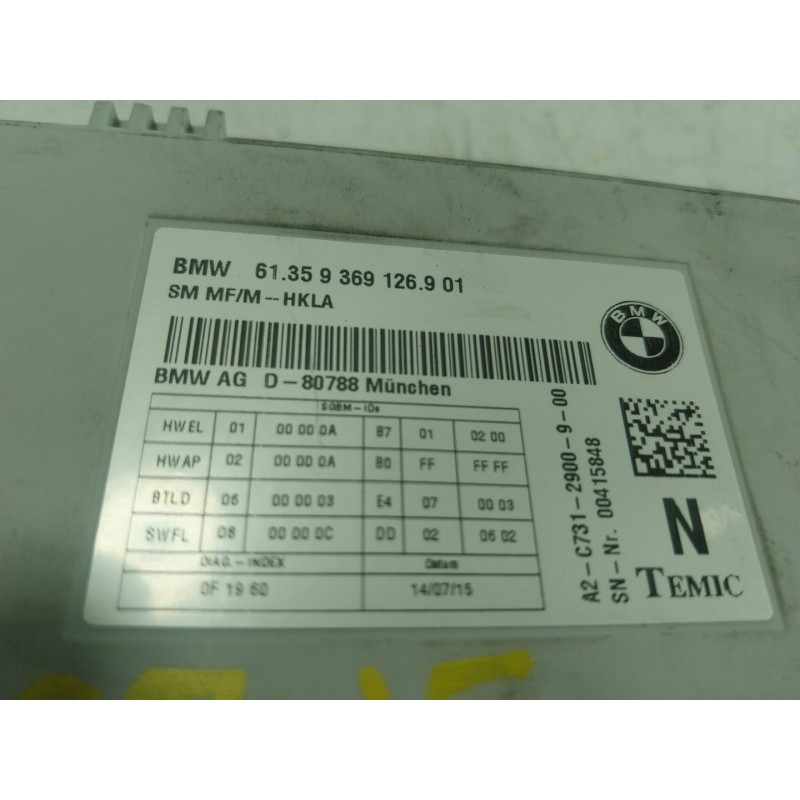 BMW 61.35 9 369 126.9 01
SM MF/M--HKLA
BMW
BMW AG D-80788 München
SGBM-IDs
HWEL 01 00 00 0A B7 01 02 00
HWAP 02 00 00 0A B0 FF FF FF
BTLD 06 00 00 03 E4 07 00 03
SWFL 08 00 00 0C DD 02 06 02
DIAG.-INDEX Datum
0F 19 60 14/07/15
A2-C731-2900-9-00
SN-Nr. 00415848
N
TEMIC